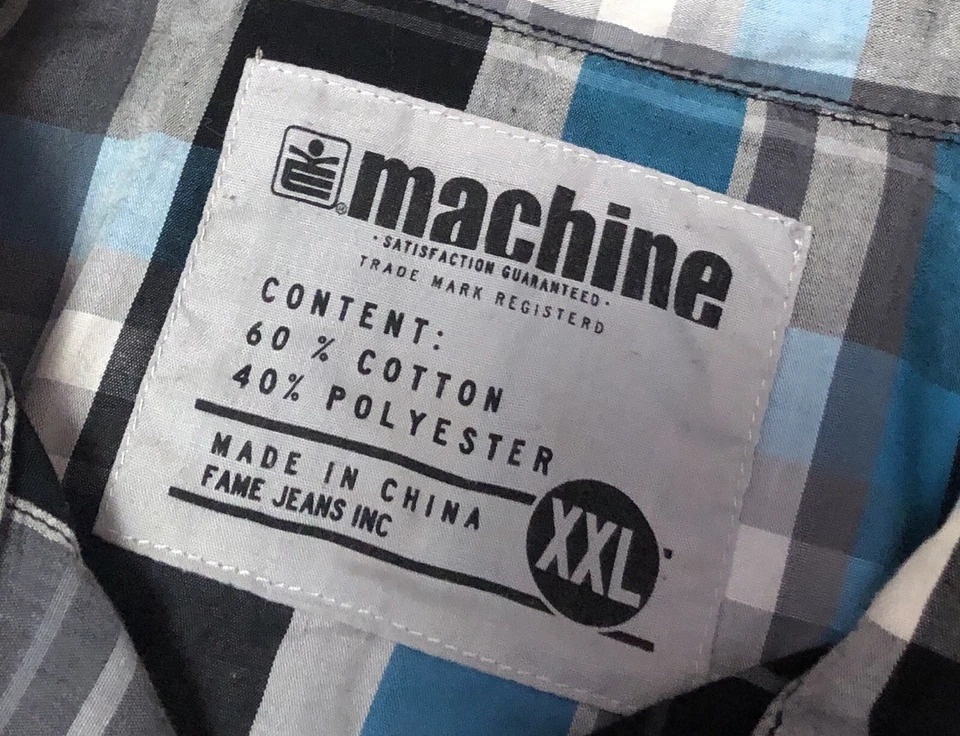 machine
· SATISFACTION GUARANTEED ·
TRADE MARK REGISTERD
CONTENT:
60 % COTTON
40% POLYESTER
MADE IN CHINA
FAME JEANS INC
XXL